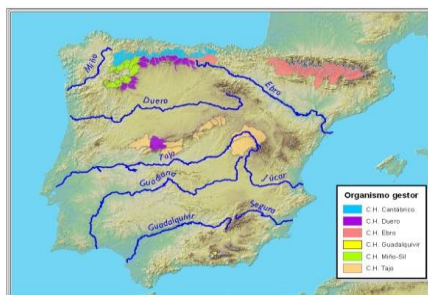 Miño
Duero
Ebro
Tajo
Guadiana
Júcar
Guadalquivir
Segura
Organismo gestor
C.H. Cantábrico
C.H. Duero
C.H. Ebro
C.H. Guadalquivir
C.H. Miño-Sil
C.H. Tajo